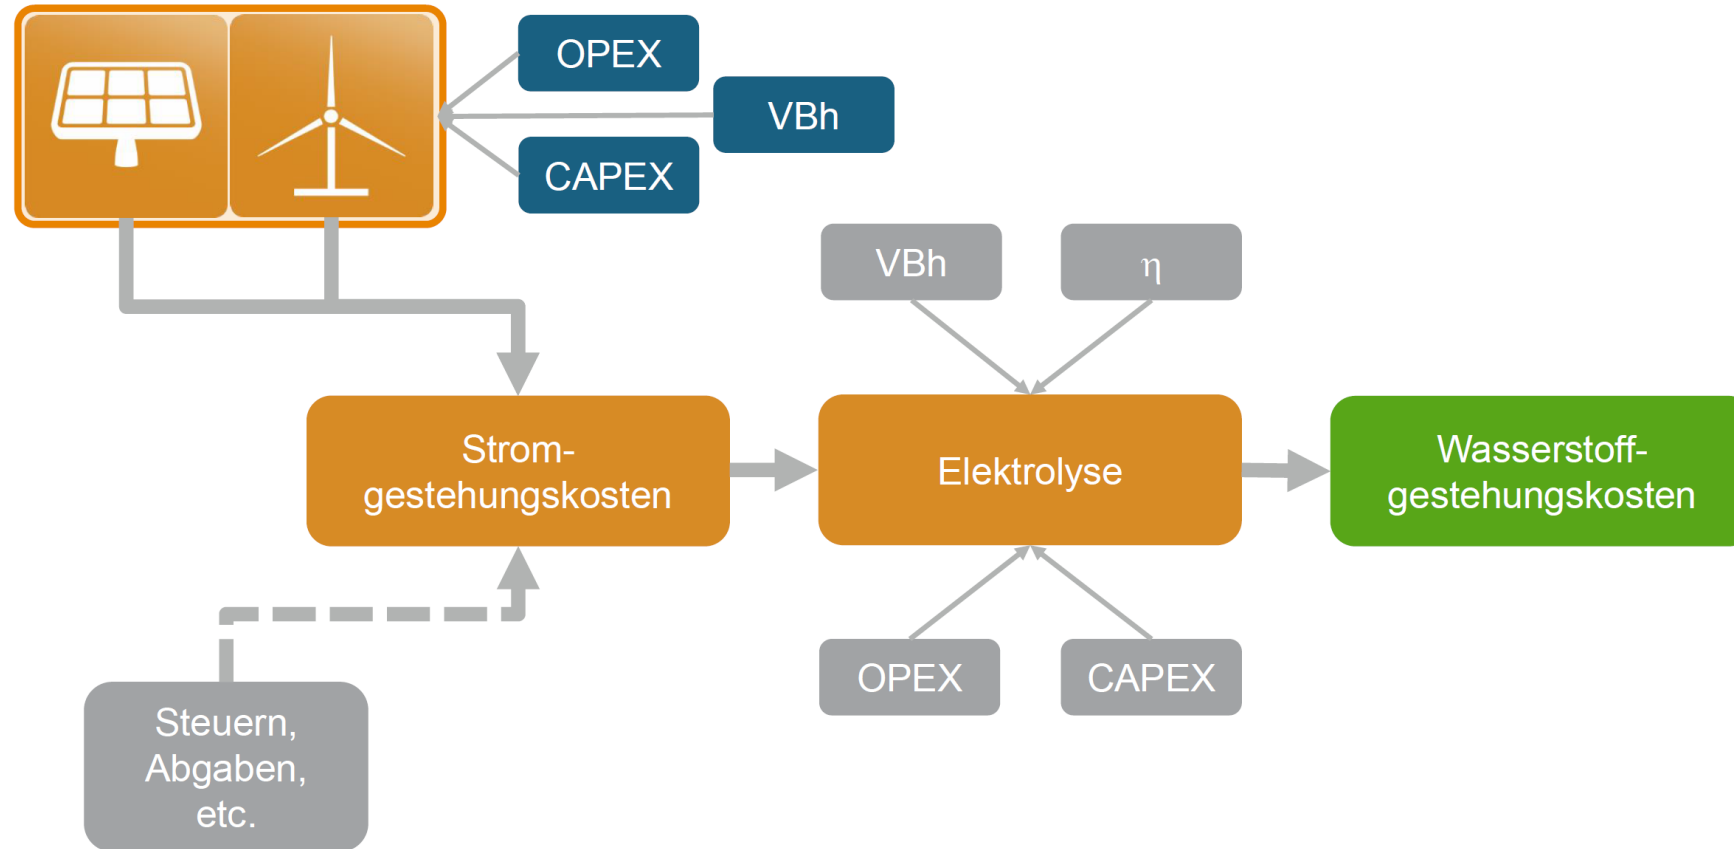 OPEX
VBh
CAPEX
VBh
η
Strom-
gestehungskosten
Elektrolyse
Wasserstoff-
gestehungskosten
OPEX
CAPEX
Steuern,
Abgaben,
etc.